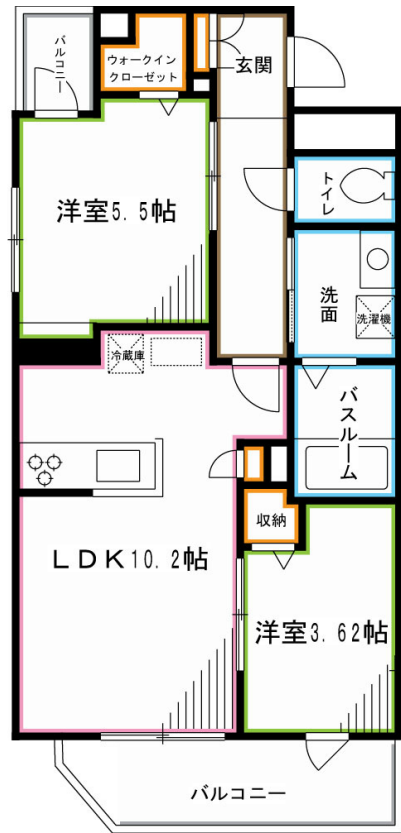 バルコニー
ウォークイン
クローゼット
玄関
洋室5.5帖
トイレ
洗面
洗濯機
冷蔵庫
バスルーム
収納
LDK10.2帖
洋室3.62帖
バルコニー